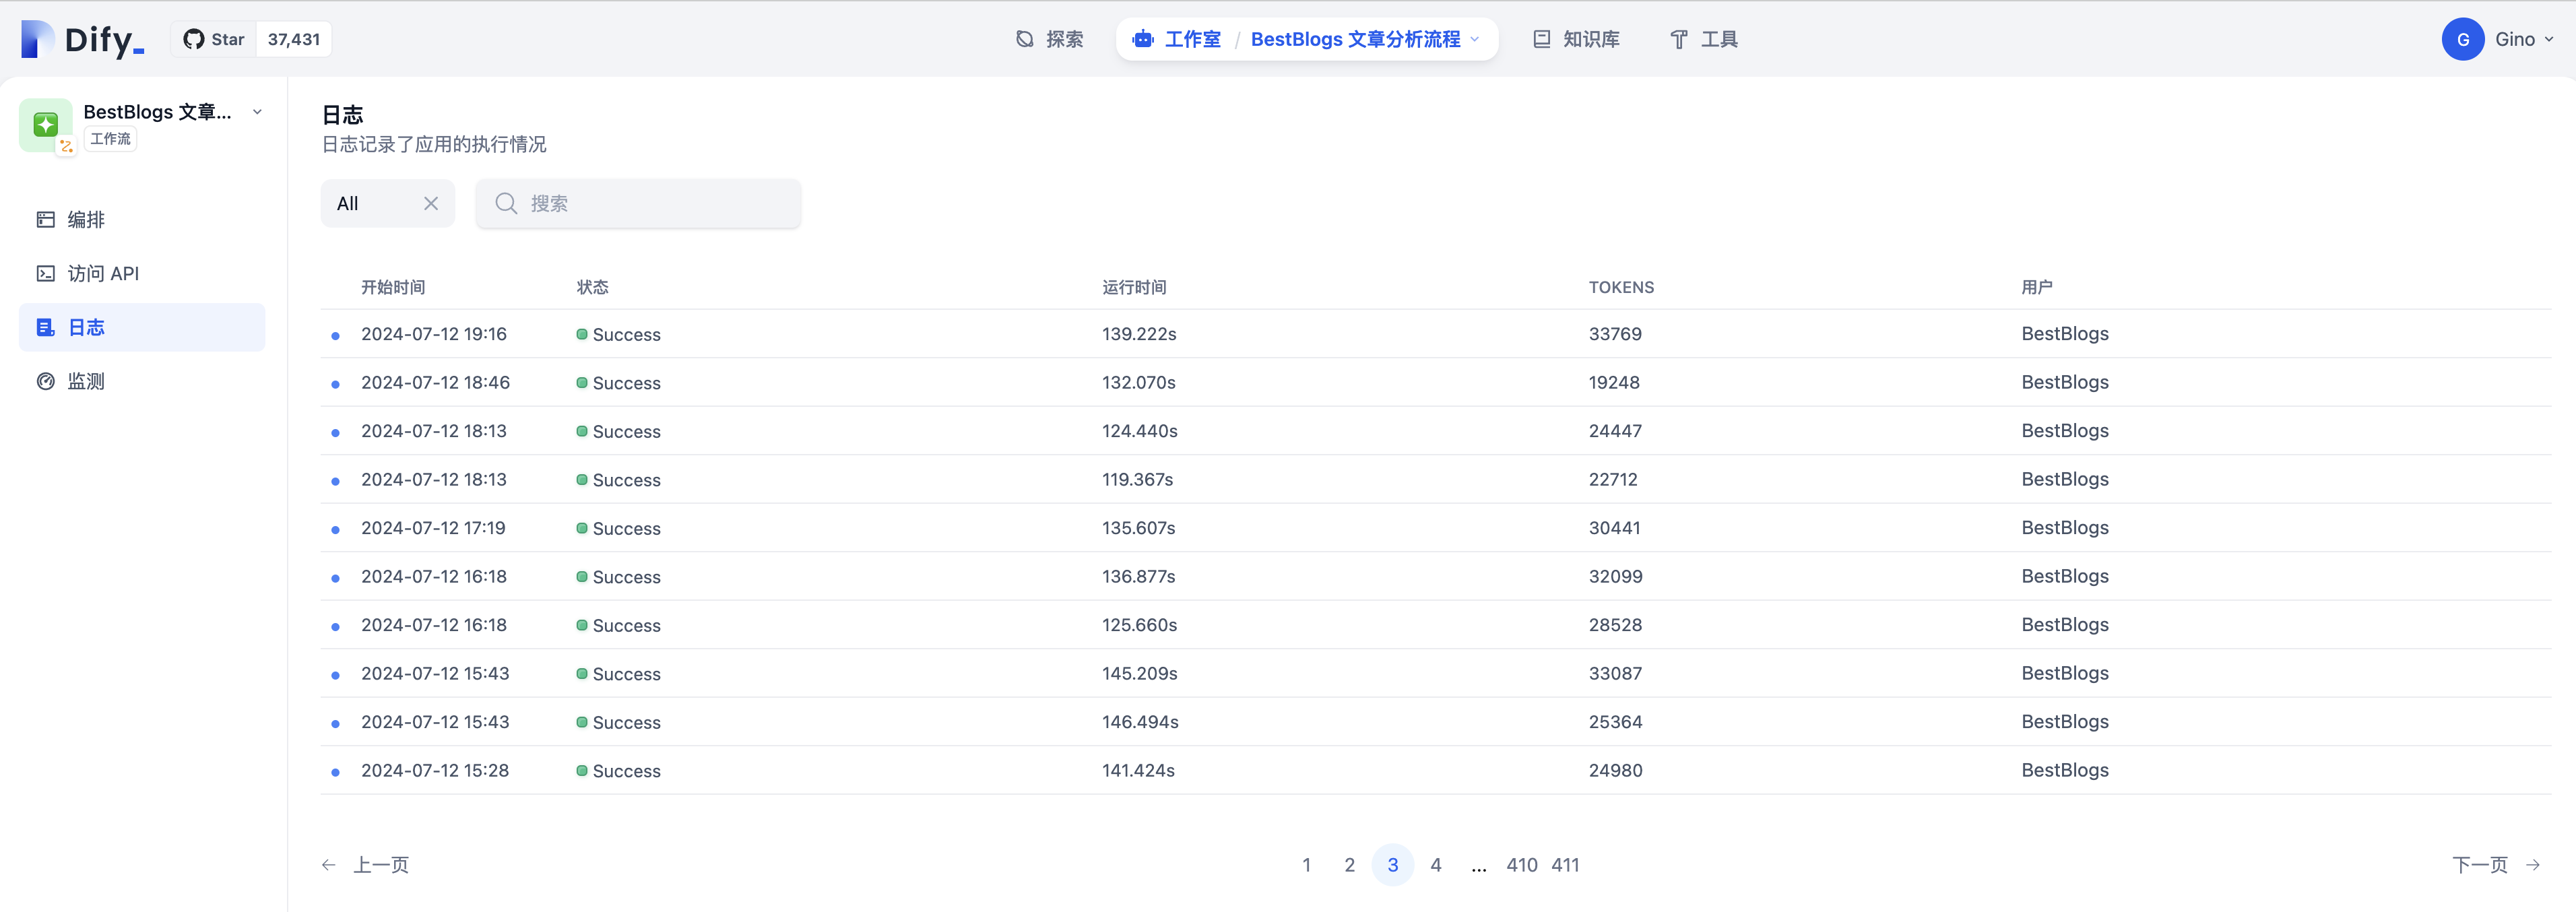 Dify_ Star 37,431 探索 工作室 / BestBlogs 文章分析流程 知识库 工具 G Gino
BestBlogs 文章...
工作流
编排
访问 API
日志
监测
日志
日志记录了应用的执行情况
All 搜索
开始时间 状态 运行时间 TOKENS 用户
2024-07-12 19:16 Success 139.222s 33769 BestBlogs
2024-07-12 18:46 Success 132.070s 19248 BestBlogs
2024-07-12 18:13 Success 124.440s 24447 BestBlogs
2024-07-12 18:13 Success 119.367s 22712 BestBlogs
2024-07-12 17:19 Success 135.607s 30441 BestBlogs
2024-07-12 16:18 Success 136.877s 32099 BestBlogs
2024-07-12 16:18 Success 125.660s 28528 BestBlogs
2024-07-12 15:43 Success 145.209s 33087 BestBlogs
2024-07-12 15:43 Success 146.494s 25364 BestBlogs
2024-07-12 15:28 Success 141.424s 24980 BestBlogs
← 上一页 1 2 3 4 ... 410 411 下一页 →